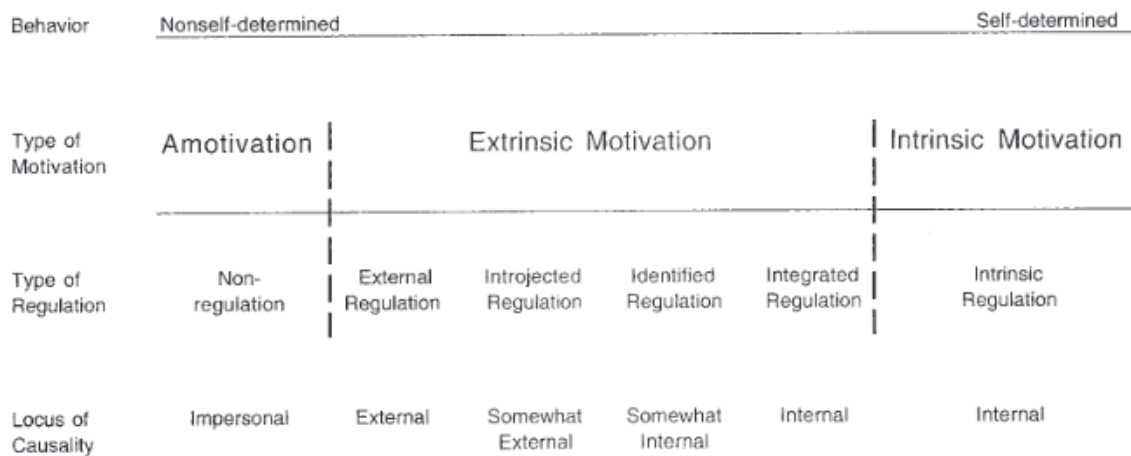 Behavior Nonself-determined Self-determined
Type of Motivation Amotivation Extrinsic Motivation Intrinsic Motivation
Type of Regulation Non-regulation External Regulation Introjected Regulation Identified Regulation Integrated Regulation Intrinsic Regulation
Locus of Causality Impersonal External Somewhat External Somewhat Internal Internal Internal